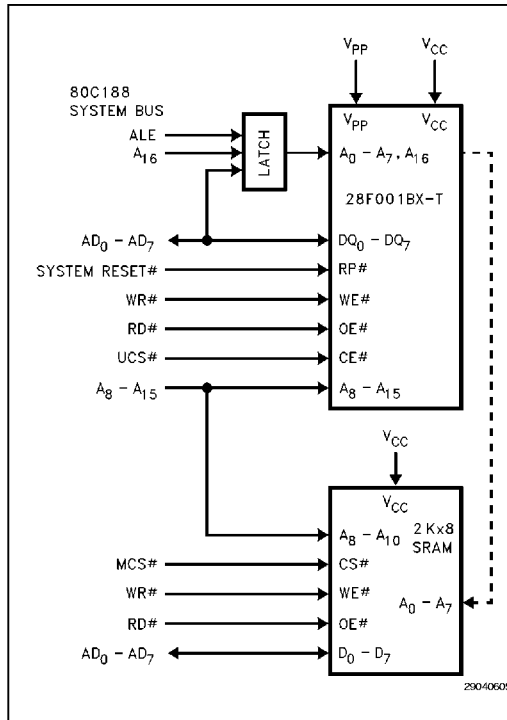 V_PP V_CC
80C188
SYSTEM BUS
ALE
A_16
LATCH
V_PP V_CC
A_0 – A_7, A_16
28F001BX-T
AD_0 – AD_7
DQ_0 – DQ_7
SYSTEM RESET#
RP#
WR#
WE#
RD#
OE#
UCS#
CE#
A_8 – A_15
A_8 – A_15
V_CC
V_CC
A_8 – A_10
2 Kx8
SRAM
MCS#
CS#
WR#
WE#
A_0 – A_7
RD#
OE#
AD_0 – AD_7
D_0 – D_7